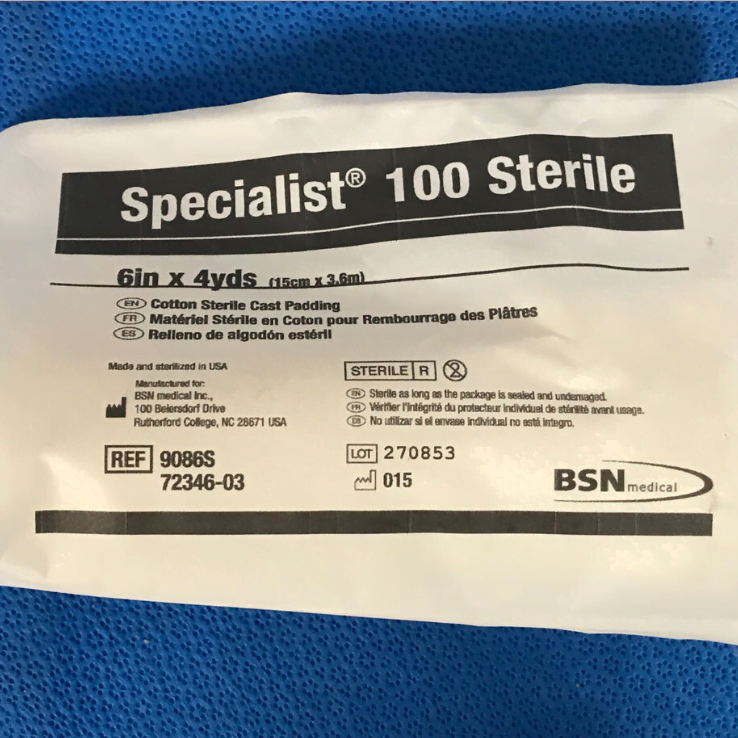 Specialist® 100 Sterile
6in x 4yds (15cm x 3.6m)
EN Cotton Sterile Cast Padding
FR Matériel Stérile en Coton pour Rembourrage des Plâtres
ES Relleno de algodón estéril
Made and sterilized in USA
Manufactured for:
BSN medical Inc.,
100 Beiersdorf Drive
Rutherford College, NC 28671 USA
STERILE R 2
EN Sterile as long as the package is sealed and undamaged.
FR Vérifier l'intégrité du protecteur individuel de stérilité avant usage.
ES No utilizar si el envase individual no está integro.
REF 9086S
72346-03
LOT 270853
015
BSN medical